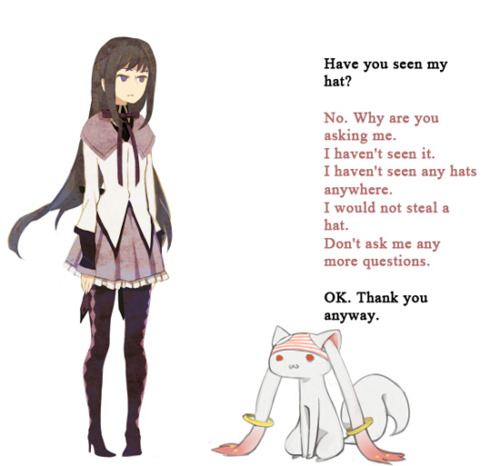 Have you seen my
hat?
No. Why are you
asking me.
I haven't seen it.
I haven't seen any hats
anywhere.
I would not steal a
hat.
Don't ask me any
more questions.
OK. Thank you
anyway.